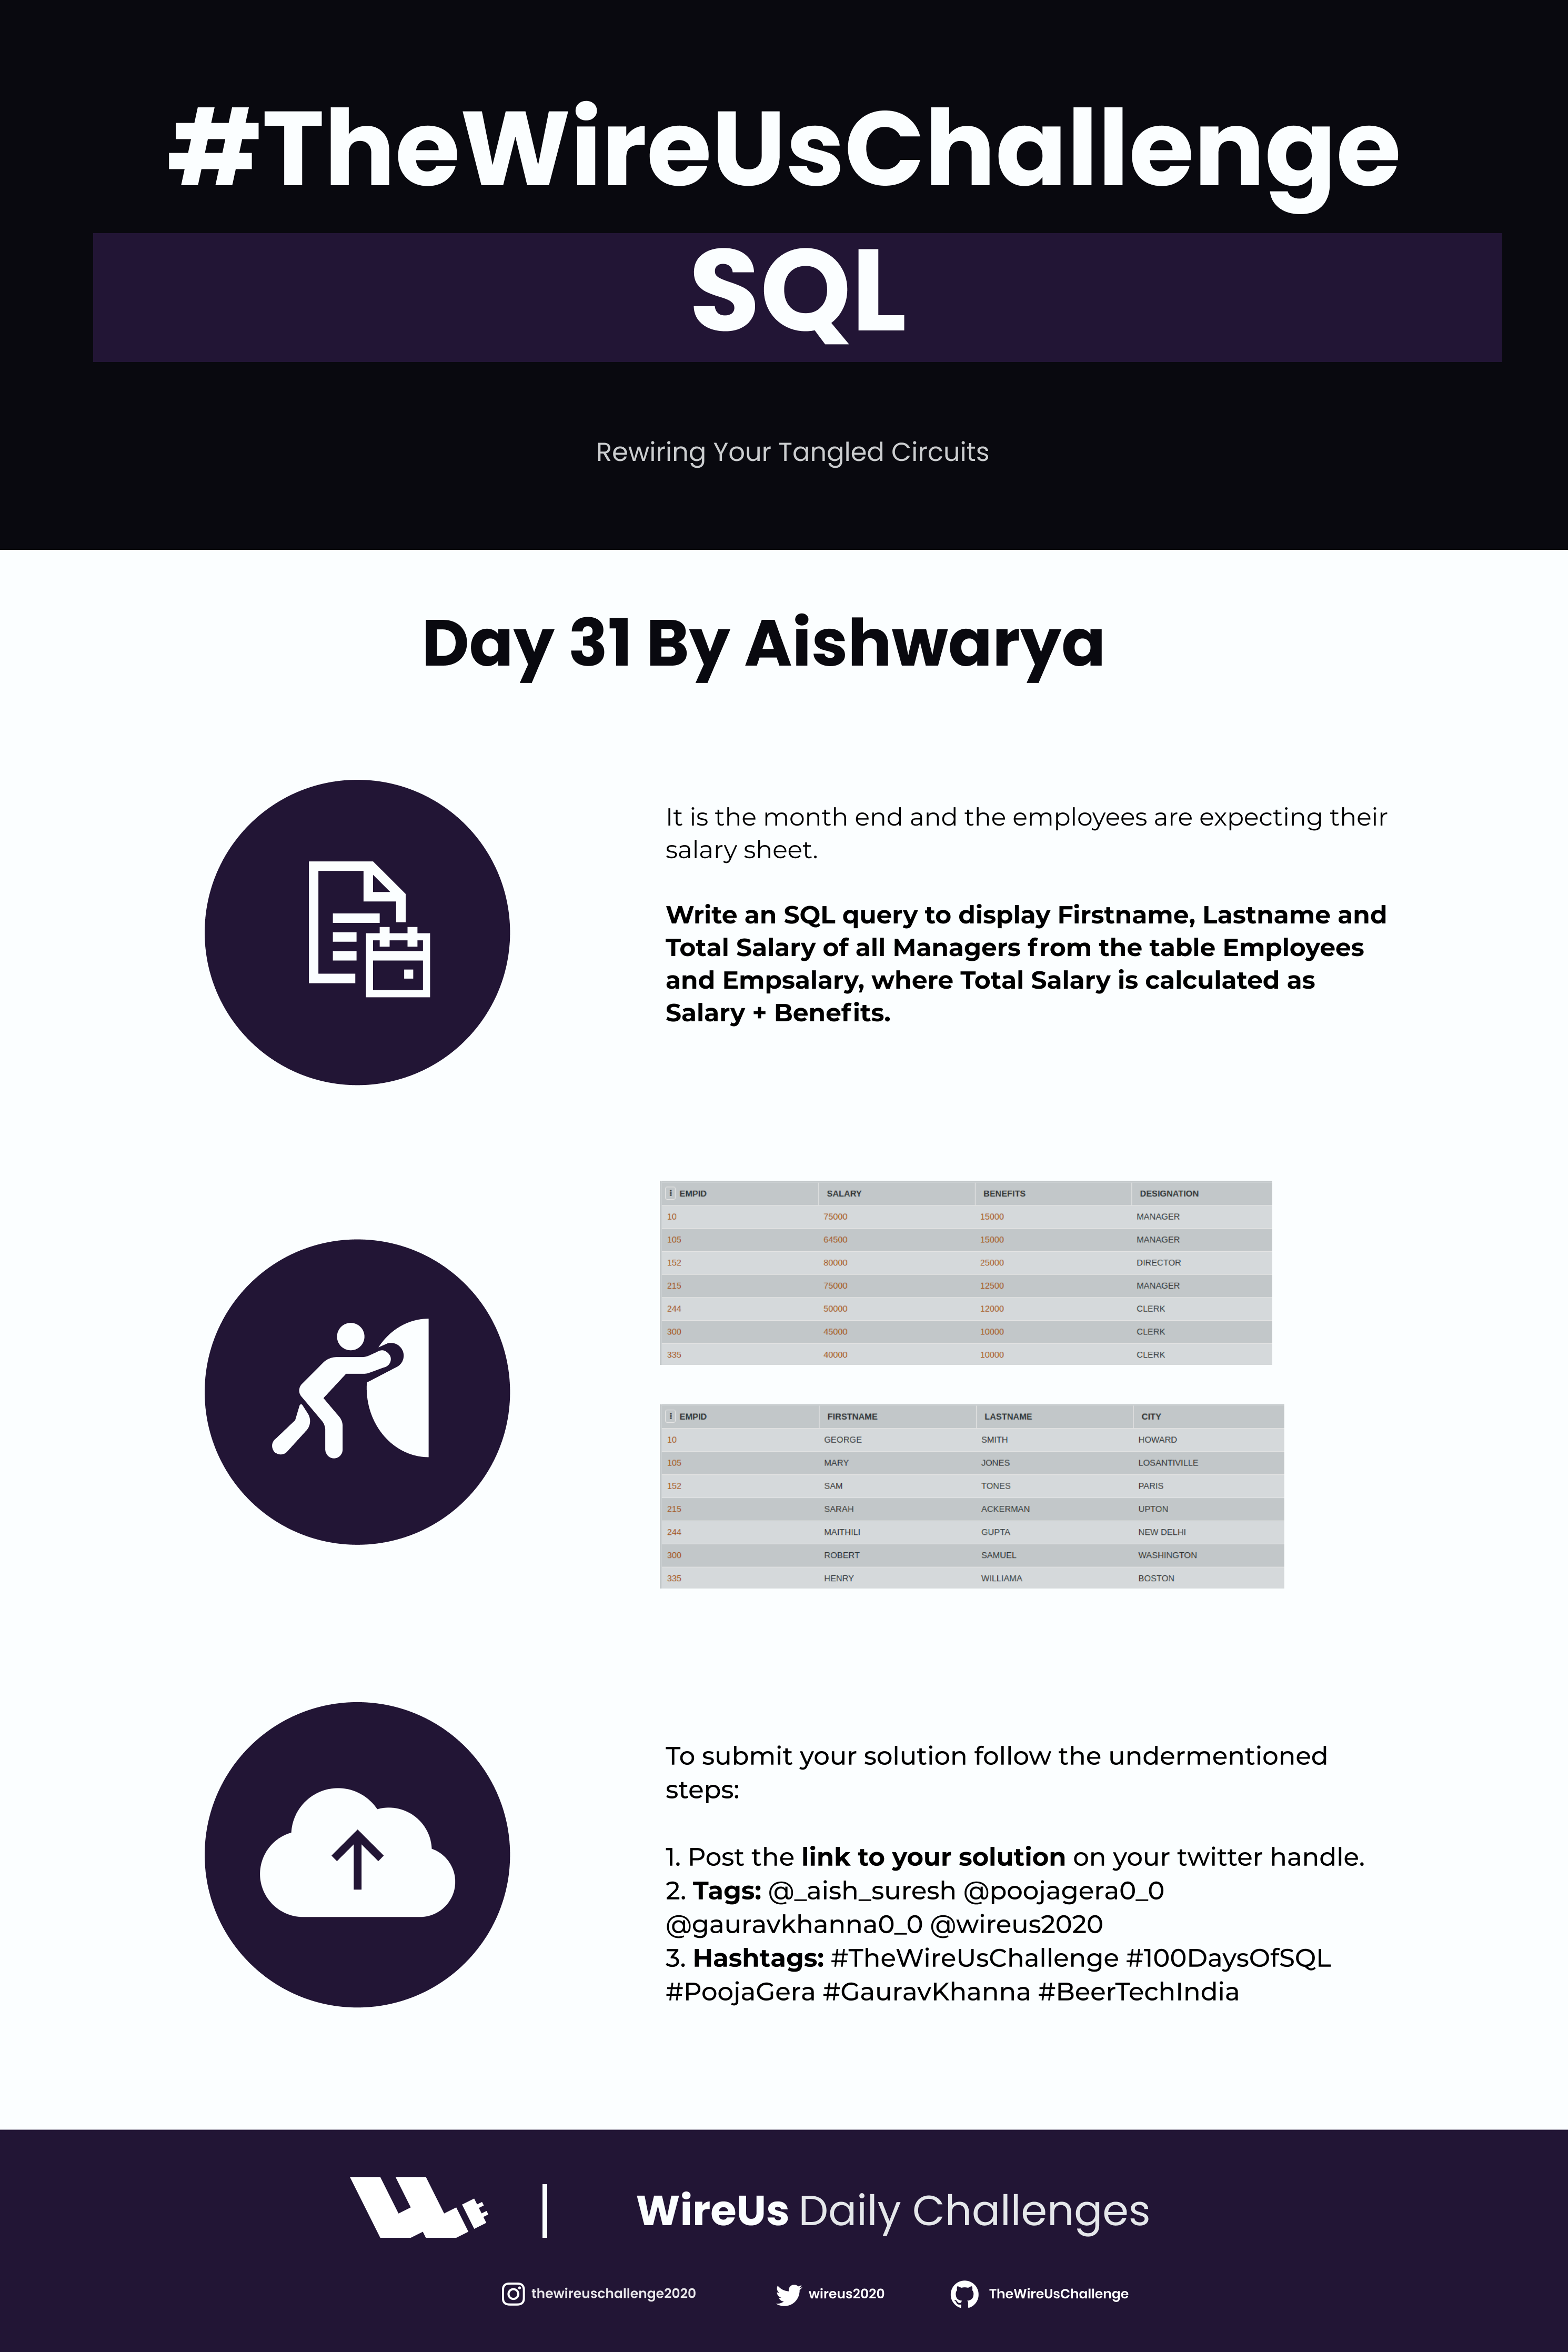 #TheWireUsChallenge
SQL
Rewiring Your Tangled Circuits
Day 31 By Aishwarya
It is the month end and the employees are expecting their
salary sheet.
Write an SQL query to display Firstname, Lastname and
Total Salary of all Managers from the table Employees
and Empsalary, where Total Salary is calculated as
Salary + Benefits.
EMPID SALARY BENEFITS DESIGNATION
10 75000 15000 MANAGER
105 64500 15000 MANAGER
152 80000 25000 DIRECTOR
215 75000 12500 MANAGER
244 50000 12000 CLERK
300 45000 10000 CLERK
335 40000 10000 CLERK
EMPID FIRSTNAME LASTNAME CITY
10 GEORGE SMITH HOWARD
105 MARY JONES LOSANTIVILLE
152 SAM TONES PARIS
215 SARAH ACKERMAN UPTON
244 MAITHILI GUPTA NEW DELHI
300 ROBERT SAMUEL WASHINGTON
335 HENRY WILLIAMA BOSTON
To submit your solution follow the undermentioned
steps:
1. Post the link to your solution on your twitter handle.
2. Tags: @_aish_suresh @poojagera0_0
@gauravkhanna0_0 @wireus2020
3. Hashtags: #TheWireUsChallenge #100DaysOfSQL
#PoojaGera #GauravKhanna #BeerTechIndia
WireUs Daily Challenges
thewireuschallenge2020 wireus2020 TheWireUsChallenge